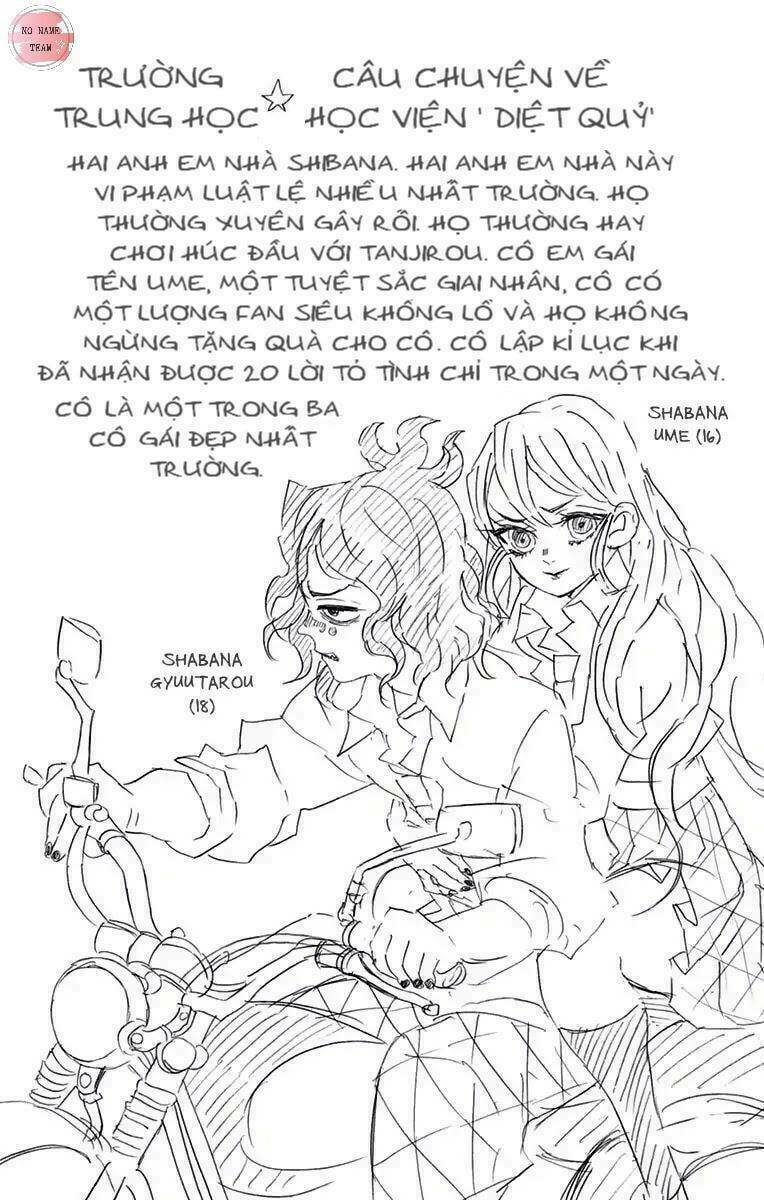 NO NAME
TEAM
TRƯỜNG ☆ CÂU CHUYỆN VỀ
TRUNG HỌC HỌC VIỆN ' DIỆT QUỶ'
HAI ANH EM NHÀ SHIBANA. HAI ANH EM NHÀ NÀY
VI PHẠM LUẬT LỆ NHIỀU NHẤT TRƯỜNG. HỌ
THƯỜNG XUYÊN GÂY RỐI. HỌ THƯỜNG HAY
CHƠI HÚC ĐẦU VỚI TANJIROU. CÔ EM GÁI
TÊN UME, MỘT TUYỆT SẮC GIAI NHÂN, CÔ CÓ
MỘT LƯỢNG FAN SIÊU KHỔNG LỒ VÀ HỌ KHÔNG
NGỪNG TẶNG QUÀ CHO CÔ. CÔ LẬP KỈ LỤC KHI
ĐÃ NHẬN ĐƯỢC 20 LỜI TỎ TÌNH CHỈ TRONG MỘT NGÀY.
CÔ LÀ MỘT TRONG BA
CÔ GÁI ĐẸP NHẤT
TRƯỜNG.
SHABANA
UME (16)
SHABANA
GYUUTAROU
(18)